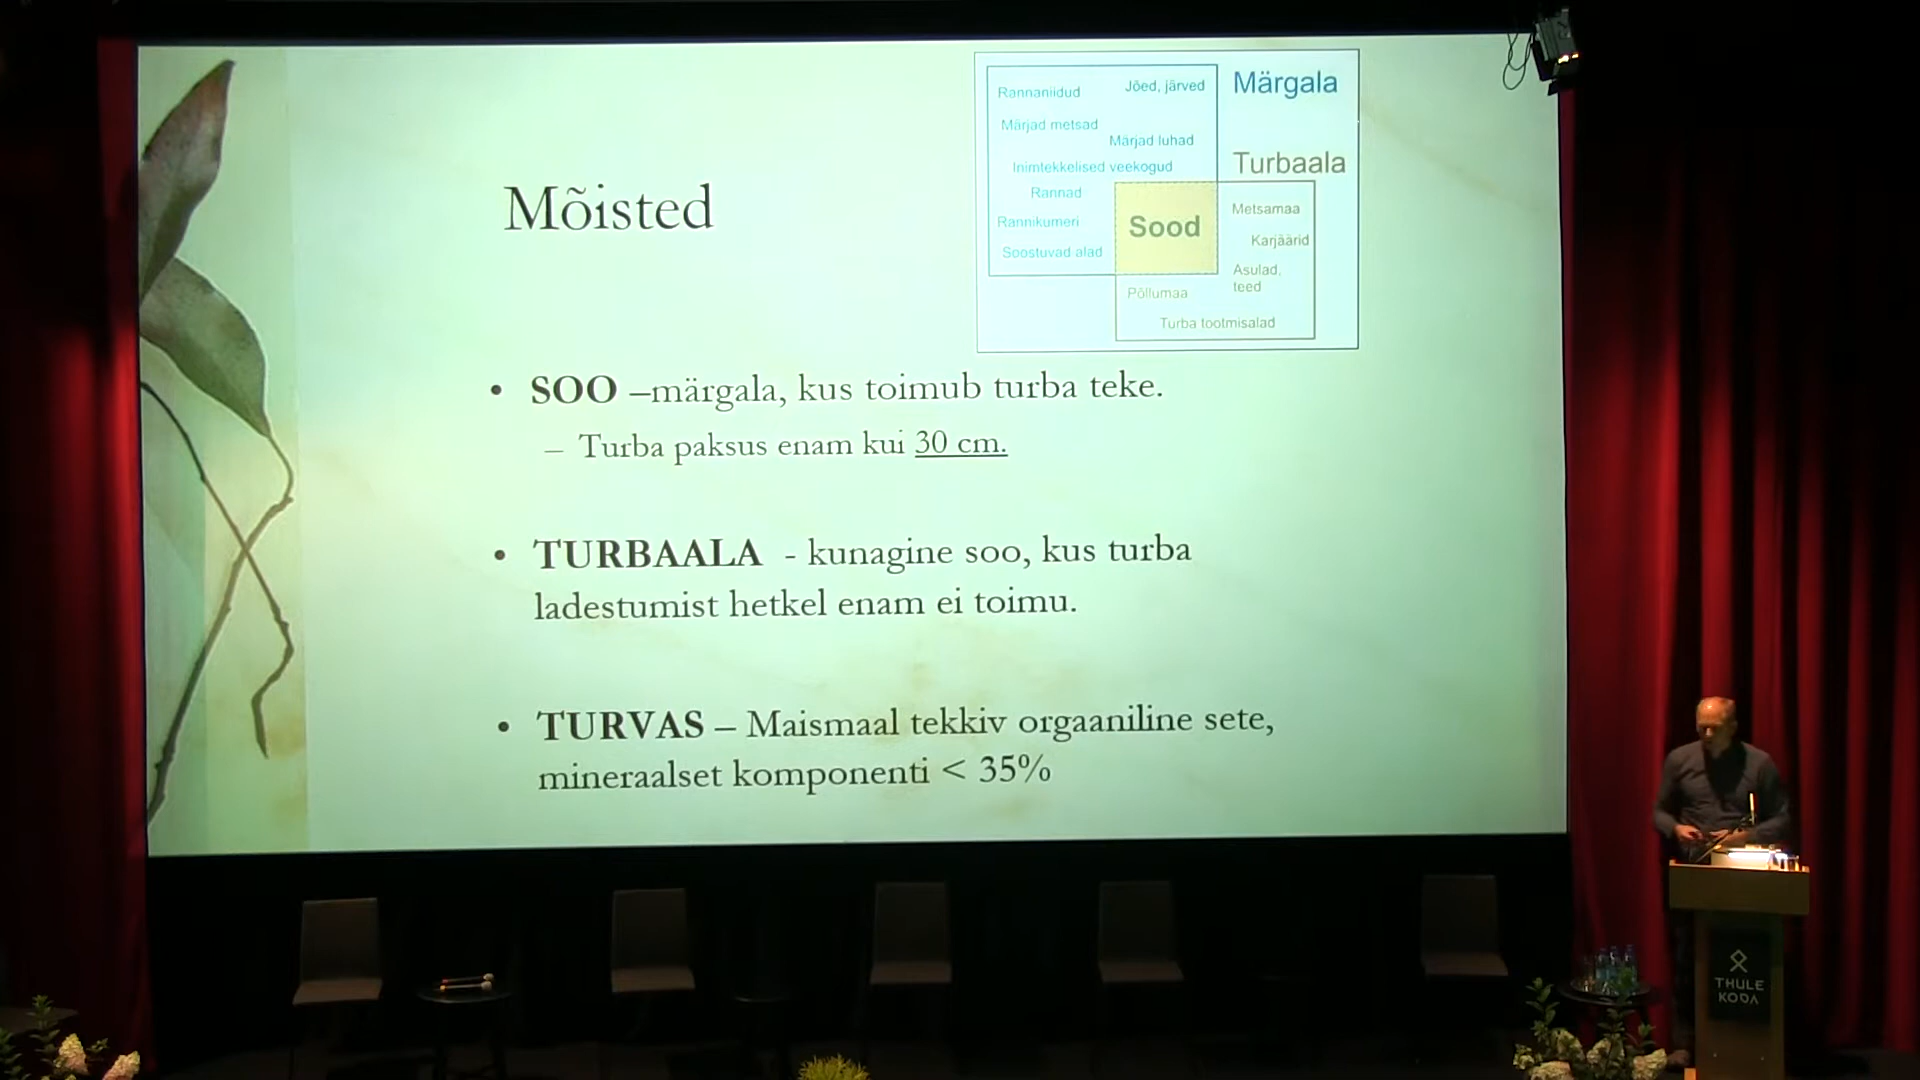 Mõisted
Rannaniidud
Jõed, järved
Märgala
Märjad metsad
Märjad luhad
Inimtekkelised veekogud
Turbaala
Rannad
Sood
Metsamaa
Rannikumeri
Karjäärid
Soostuvad alad
Asulad,
teed
Põllumaa
Turba tootmisalad
• SOO –märgala, kus toimub turba teke.
– Turba paksus enam kui 30 cm.
• TURBAALA - kunagine soo, kus turba
ladestumist hetkel enam ei toimu.
• TURVAS – Maismaal tekkiv orgaaniline sete,
mineraalset komponenti < 35%
THULE
KODA